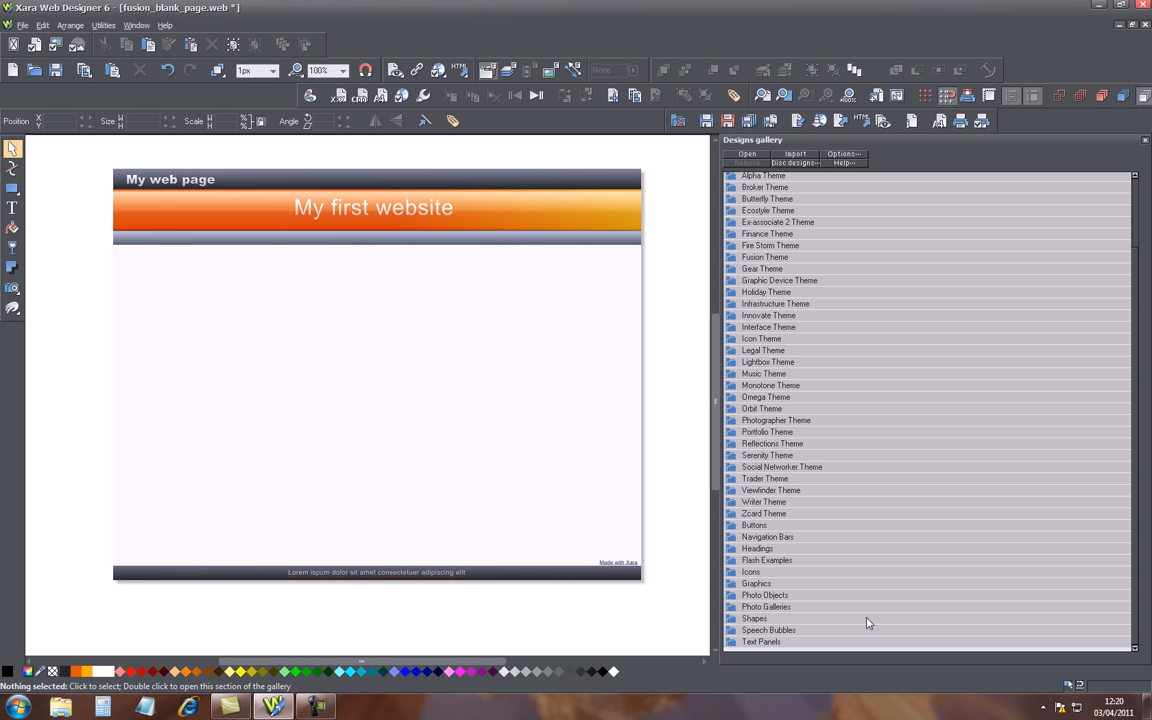 Xara Web Designer 6 - [fusion_blank_page.web *]
File Edit Arrange Utilities Window Help
1px 100% HTML None
Position X Y Size W H Scale W H % Angle HTML
Designs gallery
Open Import Options...
Remove Disc designs... Help...
Alpha Theme
Broker Theme
Butterfly Theme
Ecostyle Theme
Ex-associate 2 Theme
Finance Theme
Fire Storm Theme
Fusion Theme
Gear Theme
Graphic Device Theme
Holiday Theme
Infrastructure Theme
Innovate Theme
Interface Theme
Icon Theme
Legal Theme
Lightbox Theme
Music Theme
Monotone Theme
Omega Theme
Orbit Theme
Photographer Theme
Portfolio Theme
Reflections Theme
Serenity Theme
Social Networker Theme
Trader Theme
Viewfinder Theme
Writer Theme
Zcard Theme
Buttons
Navigation Bars
Headings
Flash Examples
Icons
Graphics
Photo Objects
Photo Galleries
Shapes
Speech Bubbles
Text Panels
My web page
My first website
Made with Xara
Lorem ispum dolor sit amet consectetuer adipiscing elit
Nothing selected: Click to select; Double click to open this section of the gallery
12:20
03/04/2011